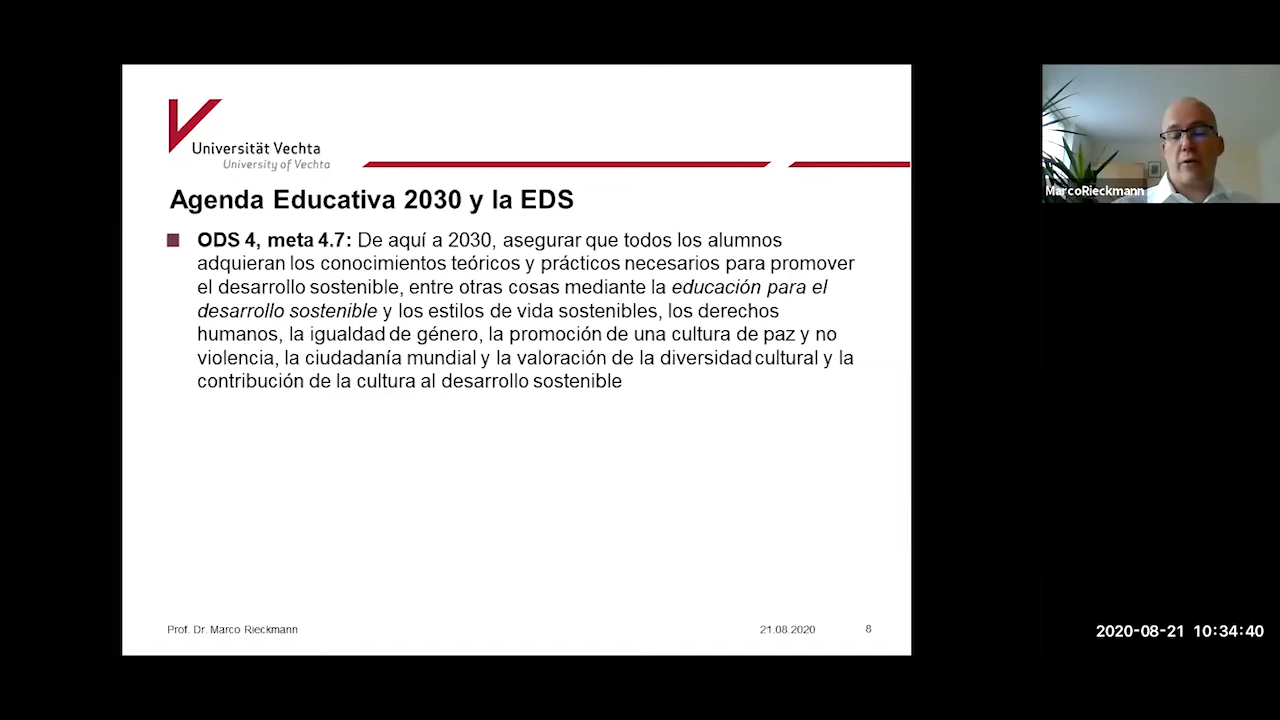 Universität Vechta
University of Vechta
Agenda Educativa 2030 y la EDS
ODS 4, meta 4.7: De aquí a 2030, asegurar que todos los alumnos
adquieran los conocimientos teóricos y prácticos necesarios para promover
el desarrollo sostenible, entre otras cosas mediante la educación para el
desarrollo sostenible y los estilos de vida sostenibles, los derechos
humanos, la igualdad de género, la promoción de una cultura de paz y no
violencia, la ciudadanía mundial y la valoración de la diversidad cultural y la
contribución de la cultura al desarrollo sostenible
Prof. Dr. Marco Rieckmann
21.08.2020
8
MarcoRieckmann
2020-08-21 10:34:40